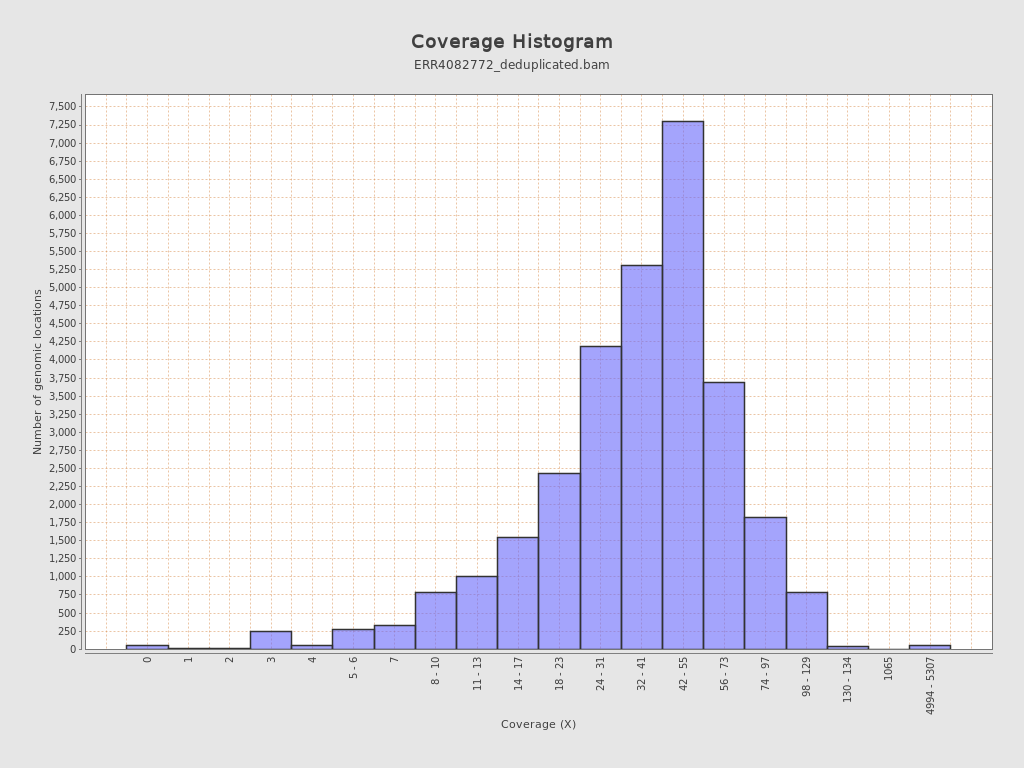 Coverage Histogram
ERR4082772_deduplicated.bam
7,500
7,250
7,000
6,750
6,500
6,250
6,000
5,750
5,500
5,250
5,000
4,750
4,500
4,250
4,000
3,750
3,500
3,250
3,000
2,750
2,500
2,250
2,000
1,750
1,500
1,250
1,000
750
500
250
0
Number of genomic locations
0
1
2
3
4
5 - 6
7
8 - 10
11 - 13
14 - 17
18 - 23
24 - 31
32 - 41
42 - 55
56 - 73
74 - 97
98 - 129
130 - 134
1065
4994 - 5307
Coverage (X)